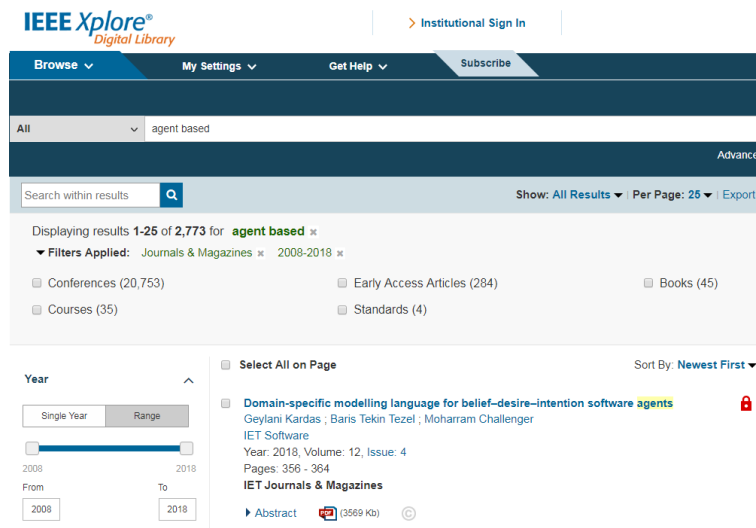 IEEE Xplore®
Digital Library
Institutional Sign In
Browse
My Settings
Get Help
Subscribe
All
agent based
Advance
Search within results
Show: All Results | Per Page: 25 | Export
Displaying results 1-25 of 2,773 for agent based ×
Filters Applied: Journals & Magazines × 2008-2018 ×
Conferences (20,753)
Early Access Articles (284)
Books (45)
Courses (35)
Standards (4)
Year
Single Year
Range
2008
2018
From
To
2008
2018
Select All on Page
Sort By: Newest First
Domain-specific modelling language for belief–desire–intention software agents
Geylani Kardas ; Baris Tekin Tezel ; Moharram Challenger
IET Software
Year: 2018, Volume: 12, Issue: 4
Pages: 356 - 364
IET Journals & Magazines
Abstract
PDF
(3569 Kb)
©